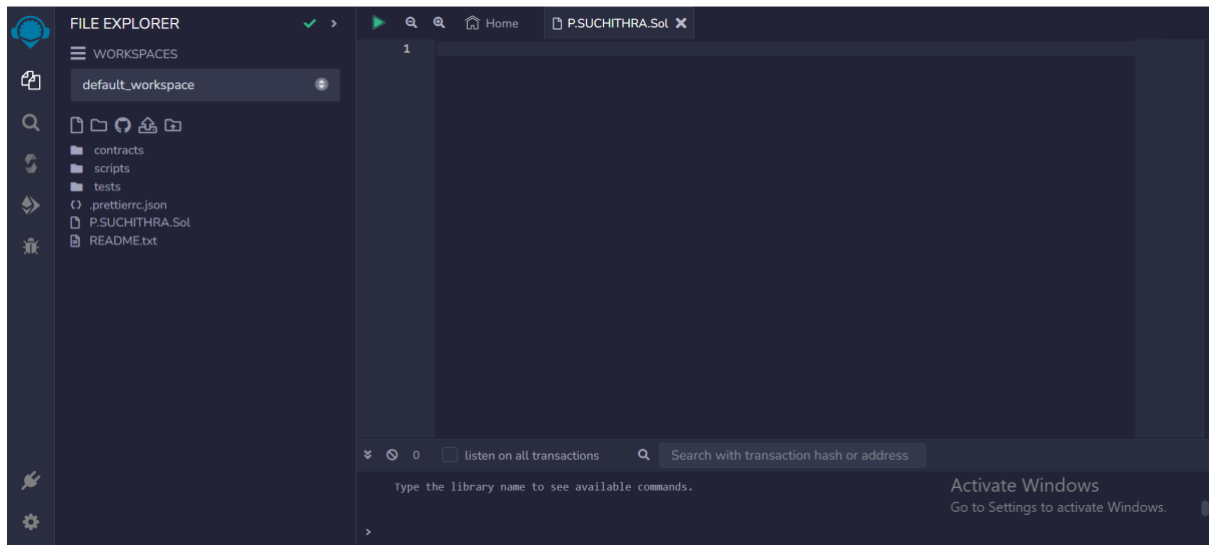 FILE EXPLORER
WORKSPACES
default_workspace
contracts
scripts
tests
.prettierrc.json
P.SUCHITHRA.Sol
README.txt
Home
P.SUCHITHRA.Sol
1
0
listen on all transactions
Search with transaction hash or address
Type the library name to see available commands.
>
Activate Windows
Go to Settings to activate Windows.